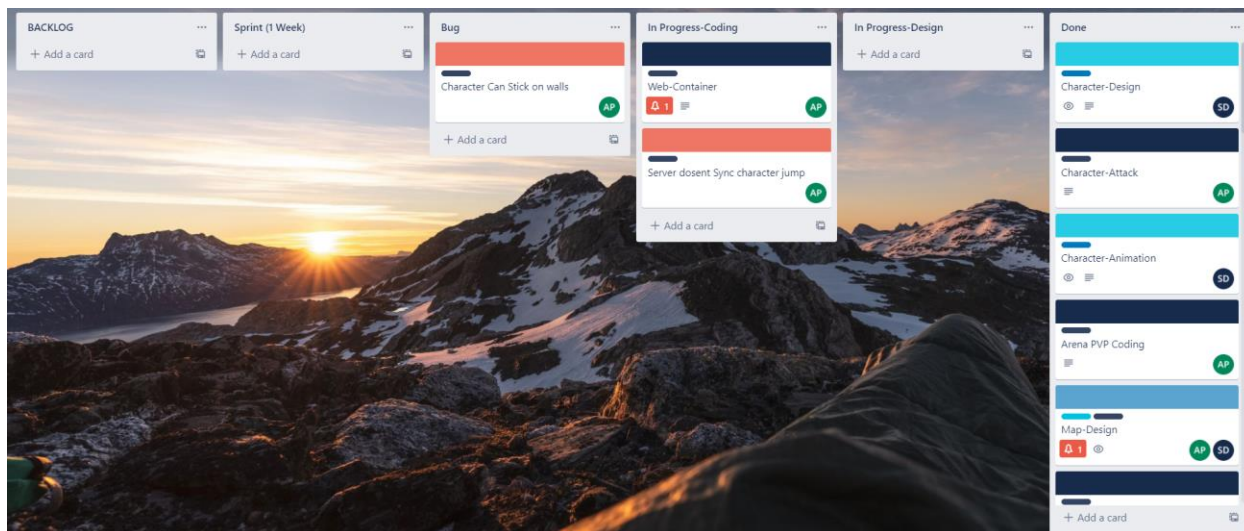 BACKLOG
+ Add a card
Sprint (1 Week)
+ Add a card
Bug
Character Can Stick on walls
AP
+ Add a card
In Progress-Coding
Web-Container
1
AP
Server dosent Sync character jump
AP
+ Add a card
In Progress-Design
+ Add a card
Done
Character-Design
SD
Character-Attack
AP
Character-Animation
SD
Arena PVP Coding
AP
Map-Design
1
AP SD
+ Add a card